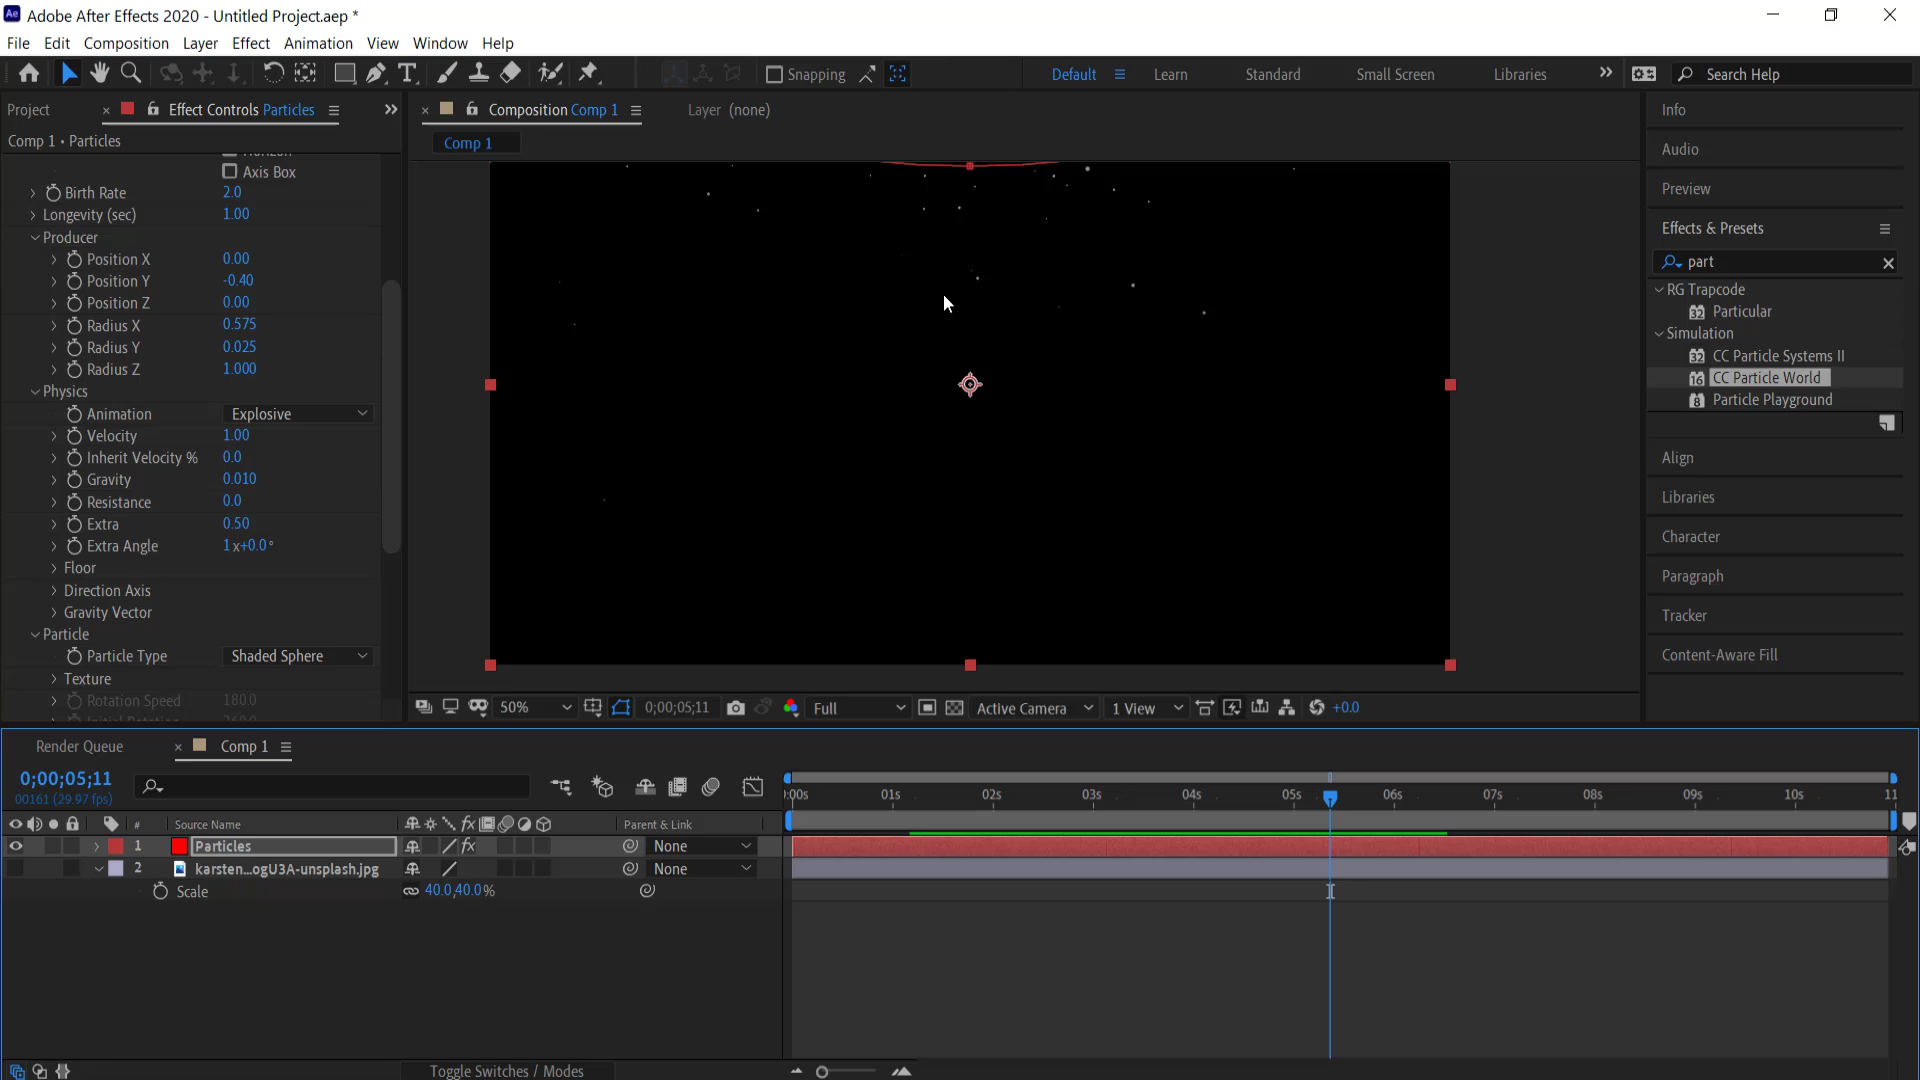 Adobe After Effects 2020 - Untitled Project.aep *
File Edit Composition Layer Effect Animation View Window Help
Snapping Default Learn Standard Small Screen Libraries Search Help
Project Effect Controls Particles
Comp 1 • Particles
Axis Box
Birth Rate 2.0
Longevity (sec) 1.00
Producer
Position X 0.00
Position Y -0.40
Position Z 0.00
Radius X 0.575
Radius Y 0.025
Radius Z 1.000
Physics
Animation Explosive
Velocity 1.00
Inherit Velocity % 0.0
Gravity 0.010
Resistance 0.0
Extra 0.50
Extra Angle 1x+0.0°
Floor
Direction Axis
Gravity Vector
Particle
Particle Type Shaded Sphere
Texture
Rotation Speed 180.0
Composition Comp 1 Layer (none)
Comp 1
50% 0;00;05;11 Full Active Camera 1 View +0.0
Info
Audio
Preview
Effects & Presets
part
RG Trapcode
32 Particular
Simulation
32 CC Particle Systems II
16 CC Particle World
8 Particle Playground
Align
Libraries
Character
Paragraph
Tracker
Content-Aware Fill
Render Queue Comp 1
0;00;05;11
00161 (29.97 fps)
:00s 01s 02s 03s 04s 05s 06s 07s 08s 09s 10s 11
# Source Name fx Parent & Link
1 Particles fx None
2 karsten...ogU3A-unsplash.jpg None
Scale 40.0,40.0%
Toggle Switches / Modes